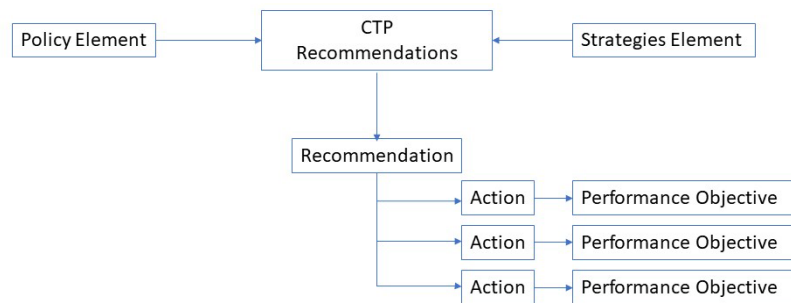 Policy Element
CTP
Recommendations
Strategies Element
Recommendation
Action
Performance Objective
Action
Performance Objective
Action
Performance Objective